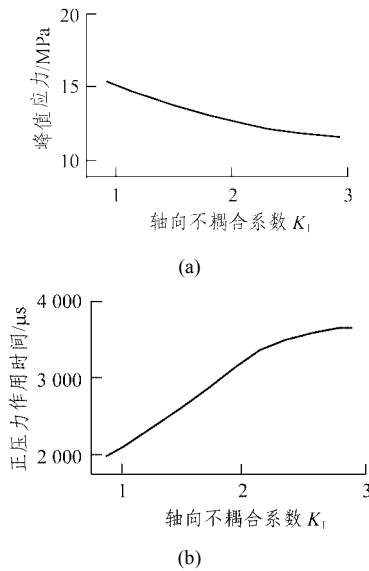 20
15
10
峰值应力/MPa
1 2 3
轴向不耦合系数 K₁
(a)
4 000
3 000
2 000
正压力作用时间/μs
1 2 3
轴向不耦合系数 K₁
(b)